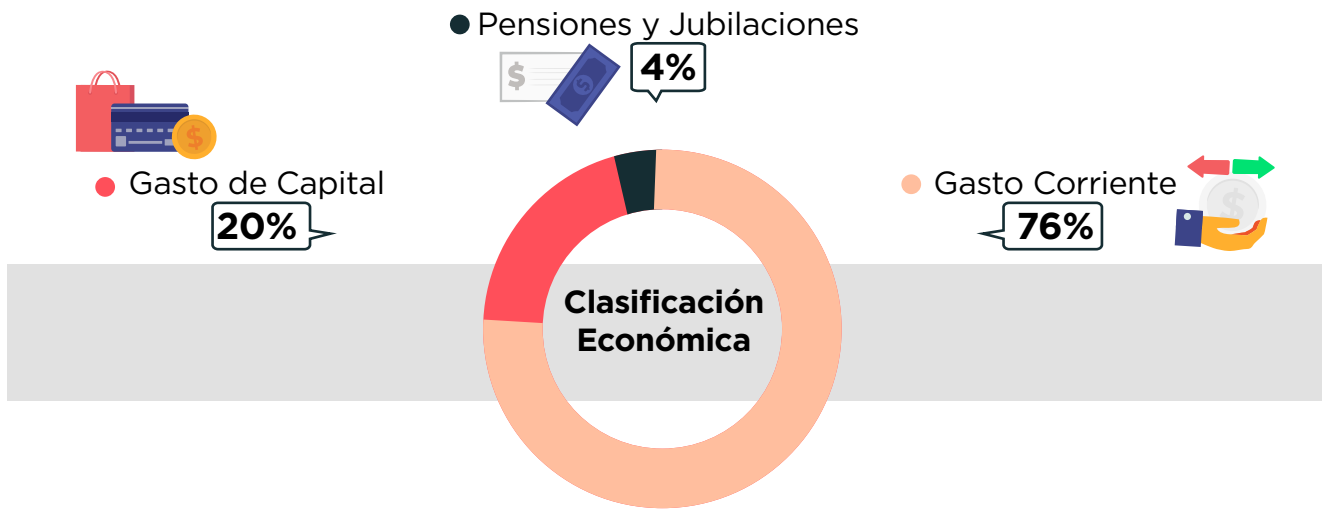 Pensiones y Jubilaciones
4%
Gasto de Capital
20%
Gasto Corriente
76%
Clasificación
Económica